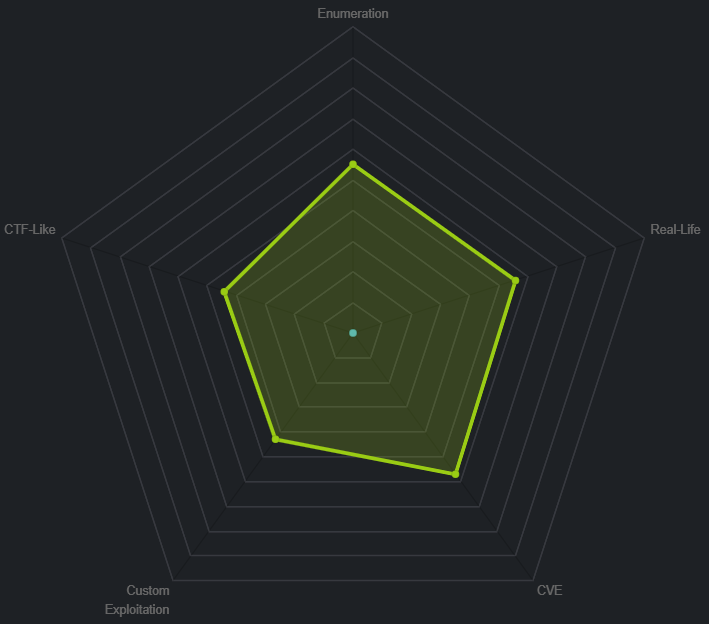 Enumeration
CTF-Like
Real-Life
Custom
Exploitation
CVE